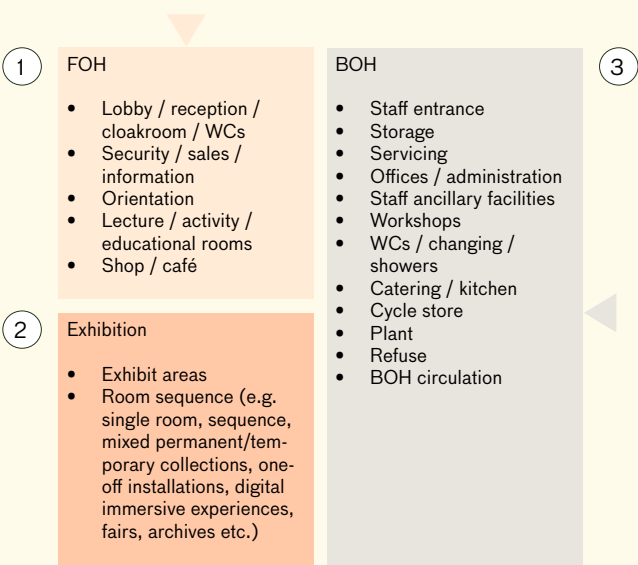 1
FOH
• Lobby / reception /
cloakroom / WCs
• Security / sales /
information
• Orientation
• Lecture / activity /
educational rooms
• Shop / café
2
Exhibition
• Exhibit areas
• Room sequence (e.g.
single room, sequence,
mixed permanent/tem-
porary collections, one-
off installations, digital
immersive experiences,
fairs, archives etc.)
3
BOH
• Staff entrance
• Storage
• Servicing
• Offices / administration
• Staff ancillary facilities
• Workshops
• WCs / changing /
showers
• Catering / kitchen
• Cycle store
• Plant
• Refuse
• BOH circulation